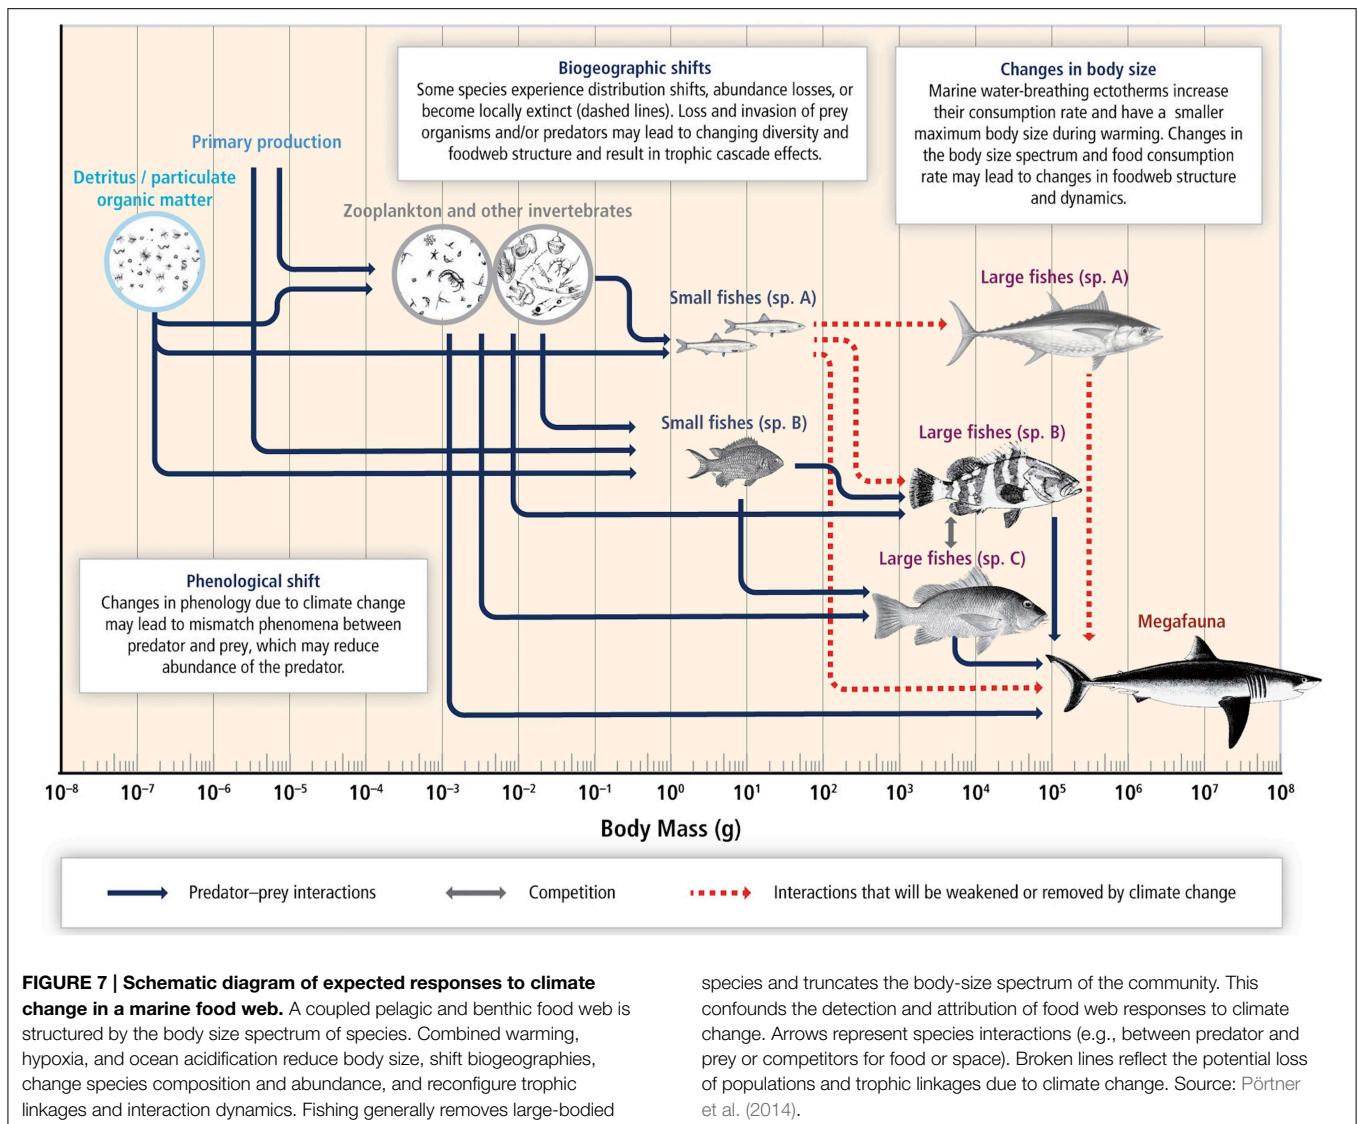 Biogeographic shifts
Some species experience distribution shifts, abundance losses, or
become locally extinct (dashed lines). Loss and invasion of prey
organisms and/or predators may lead to changing diversity and
foodweb structure and result in trophic cascade effects.
Changes in body size
Marine water-breathing ectotherms increase
their consumption rate and have a smaller
maximum body size during warming. Changes in
the body size spectrum and food consumption
rate may lead to changes in foodweb structure
and dynamics.
Primary production
Detritus / particulate
organic matter
Zooplankton and other invertebrates
Small fishes (sp. A)
Large fishes (sp. A)
Small fishes (sp. B)
Large fishes (sp. B)
Large fishes (sp. C)
Megafauna
Phenological shift
Changes in phenology due to climate change
may lead to mismatch phenomena between
predator and prey, which may reduce
abundance of the predator.
10⁻⁸ 10⁻⁷ 10⁻⁶ 10⁻⁵ 10⁻⁴ 10⁻³ 10⁻² 10⁻¹ 10⁰ 10¹ 10² 10³ 10⁴ 10⁵ 10⁶ 10⁷ 10⁸
Body Mass (g)
Predator–prey interactions
Competition
Interactions that will be weakened or removed by climate change
FIGURE 7 | Schematic diagram of expected responses to climate
change in a marine food web. A coupled pelagic and benthic food web is
structured by the body size spectrum of species. Combined warming,
hypoxia, and ocean acidification reduce body size, shift biogeographies,
change species composition and abundance, and reconfigure trophic
linkages and interaction dynamics. Fishing generally removes large-bodied
species and truncates the body-size spectrum of the community. This
confounds the detection and attribution of food web responses to climate
change. Arrows represent species interactions (e.g., between predator and
prey or competitors for food or space). Broken lines reflect the potential loss
of populations and trophic linkages due to climate change. Source: Pörtner
et al. (2014).